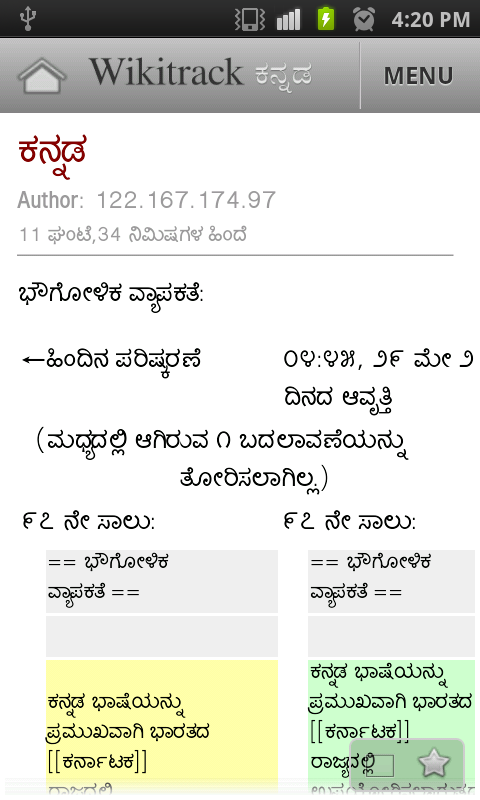 4:20 PM
Wikitrack ಕನ್ನಡ MENU
ಕನ್ನಡ
Author: 122.167.174.97
11 ಘಂಟೆ,34 ನಿಮಿಷಗಳ ಹಿಂದೆ
ಭೌಗೋಳಿಕ ವ್ಯಾಪಕತೆ:
←ಹಿಂದಿನ ಪರಿಷ್ಕರಣೆ
೦೪:೪೫, ೨೯ ಮೇ ೨
ದಿನದ ಆವೃತ್ತಿ
(ಮಧ್ಯದಲ್ಲಿ ಆಗಿರುವ ೧ ಬದಲಾವಣೆಯನ್ನು
ತೋರಿಸಲಾಗಿಲ್ಲ.)
೯೭ ನೇ ಸಾಲು:
೯೭ ನೇ ಸಾಲು:
== ಭೌಗೋಳಿಕ
ವ್ಯಾಪಕತೆ ==
== ಭೌಗೋಳಿಕ
ವ್ಯಾಪಕತೆ ==
ಕನ್ನಡ ಭಾಷೆಯನ್ನು
ಪ್ರಮುಖವಾಗಿ ಭಾರತದ
[[ಕರ್ನಾಟಕ]]
ರಾಜ್ಯದಲ್ಲಿ
ಕನ್ನಡ ಭಾಷೆಯನ್ನು
ಪ್ರಮುಖವಾಗಿ ಭಾರತದ
[[ಕರ್ನಾಟಕ]]
ರಾಜ್ಯದಲ್ಲಿ